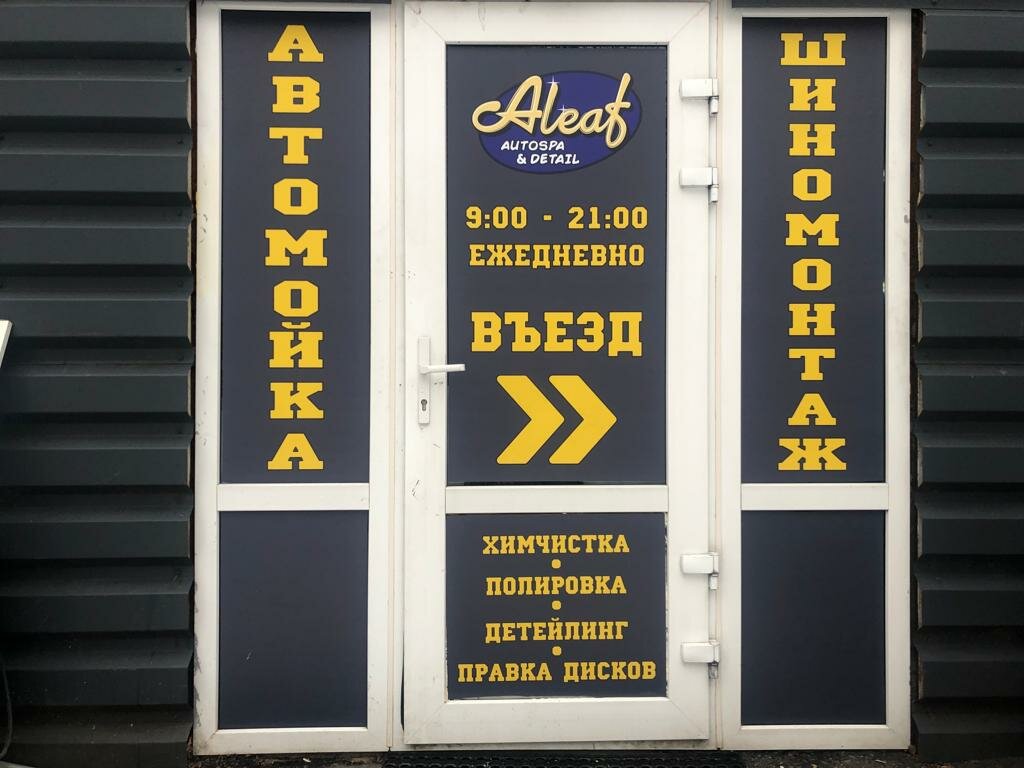 АВТОМОЙКА
Aleaf
AUTOSPA
& DETAIL
9:00 - 21:00
ЕЖЕДНЕВНО
ВЪЕЗД
ХИМЧИСТКА
ПОЛИРОВКА
ДЕТЕЙЛИНГ
ПРАВКА ДИСКОВ
ШИНОМОНТАЖ